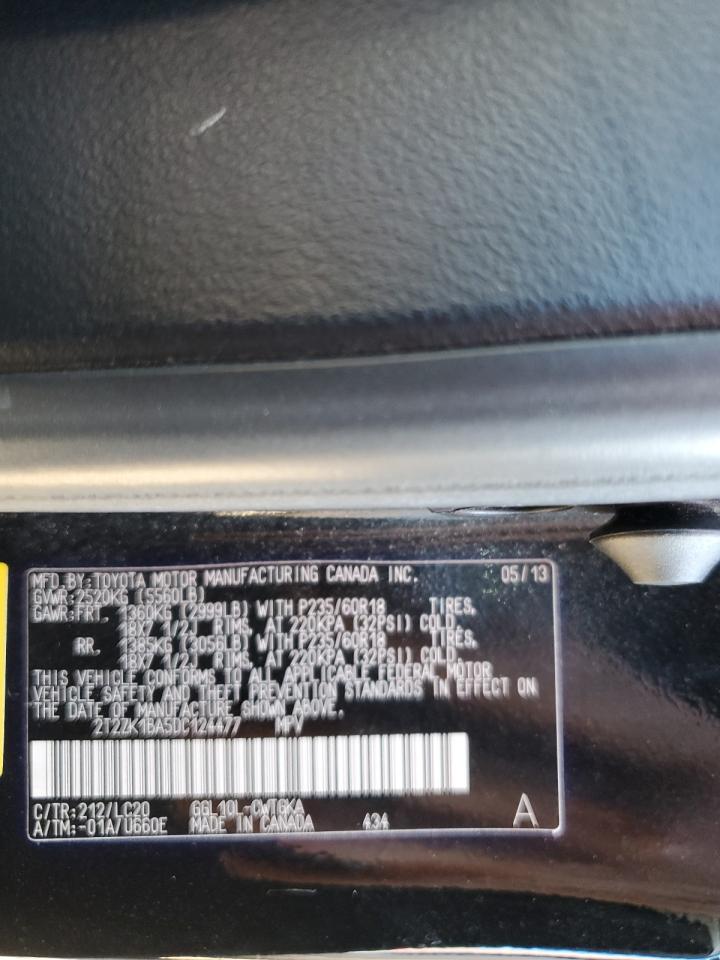 MFD.BY:TOYOTA MOTOR MANUFACTURING CANADA INC. 05/13
GVWR:2520KG (5560LB)
GAWR:FRT. 1360KG (2999LB) WITH P235/60R18 TIRES,
18X7 1/2J RIMS, AT 220KPA (32PSI) COLD.
RR. 1385KG (3056LB) WITH P235/60R18 TIRES,
18X7 1/2J RIMS, AT 220KPA (32PSI) COLD.
THIS VEHICLE CONFORMS TO ALL APPLICABLE FEDERAL MOTOR
VEHICLE SAFETY AND THEFT PREVENTION STANDARDS IN EFFECT ON
THE DATE OF MANUFACTURE SHOWN ABOVE.
2T2ZK1BA5DC124477 MPV
C/TR:212/LC20 GGL10L-CWTGKA
A/TM:-01A/U660E MADE IN CANADA 434 A